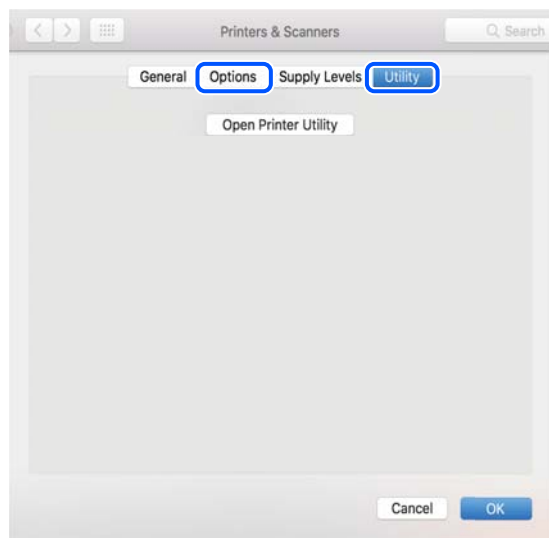 Printers & Scanners Search
General Options Supply Levels Utility
Open Printer Utility
Cancel OK